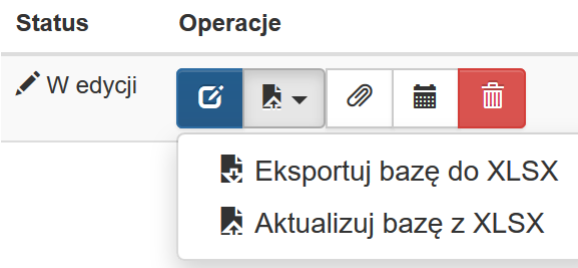 Status Operacje
W edycji
Eksportuj bazę do XLSX
Aktualizuj bazę z XLSX